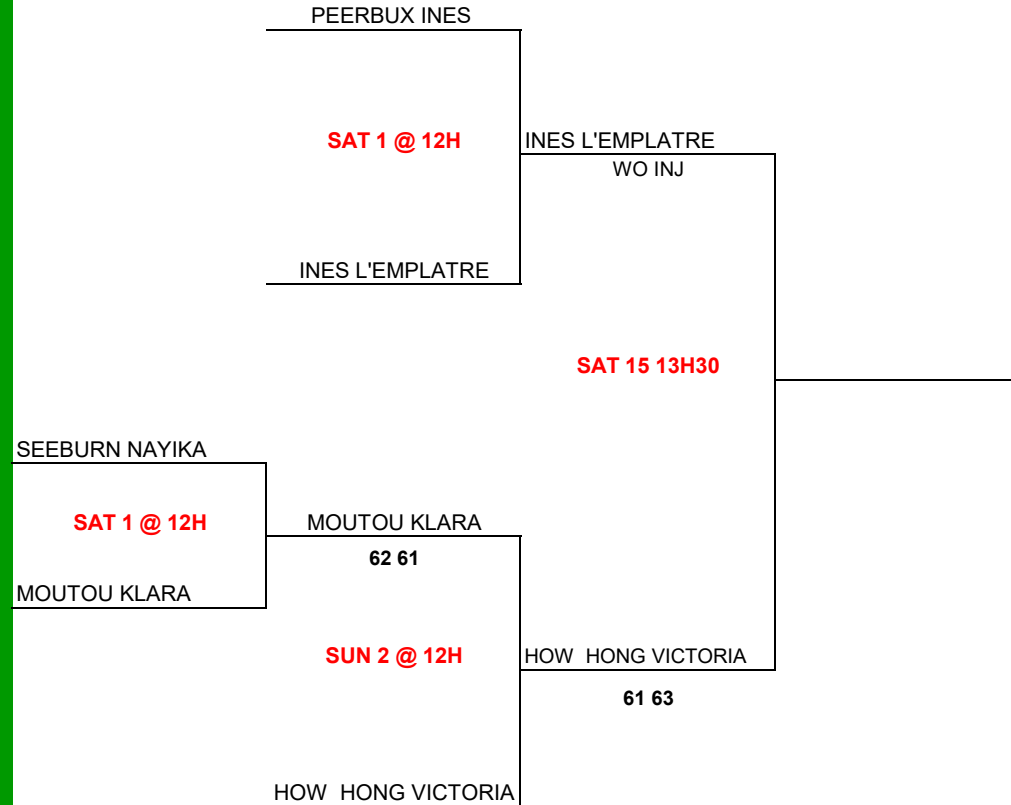 PEERBUX INES
SAT 1 @ 12H
INES L'EMPLATRE
WO INJ
INES L'EMPLATRE
SAT 15 13H30
SEEBURN NAYIKA
SAT 1 @ 12H
MOUTOU KLARA
62 61
MOUTOU KLARA
SUN 2 @ 12H
HOW  HONG VICTORIA
61 63
HOW  HONG VICTORIA